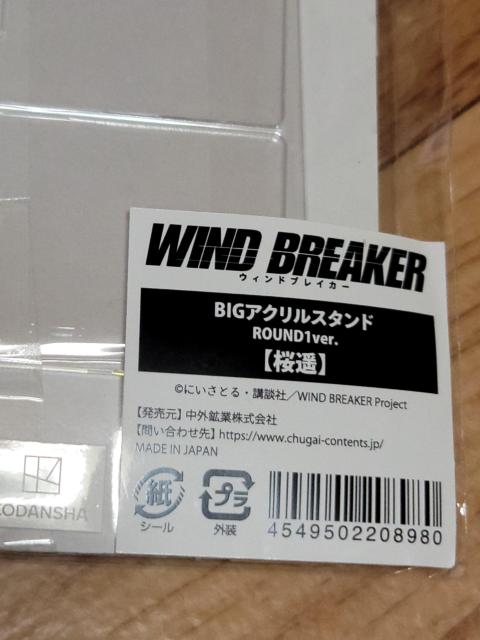 WIND BREAKER
ウィンドブレイカー
BIGアクリルスタンド
ROUND1ver.
【桜遥】
©にいさとる・講談社／WIND BREAKER Project
【発売元】中外鉱業株式会社
【問い合わせ先】https://www.chugai-contents.jp/
MADE IN JAPAN
紙
シール
プラ
外装
4549502208980
KODANSHA